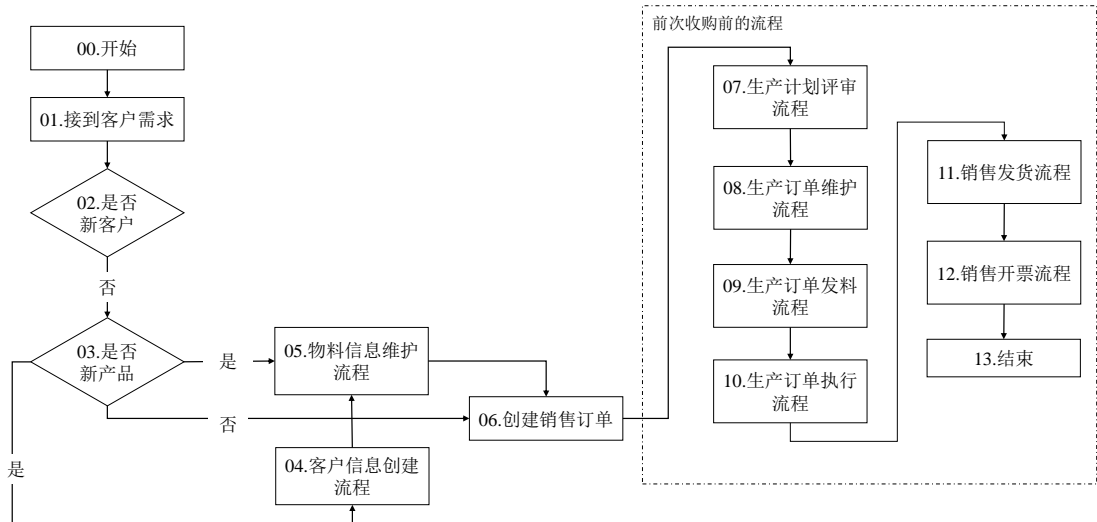 前次收购前的流程
00.开始
01.接到客户需求
02.是否
新客户
否
03.是否
新产品
是
否
是
04.客户信息创建
流程
05.物料信息维护
流程
06.创建销售订单
07.生产计划评审
流程
08.生产订单维护
流程
09.生产订单发料
流程
10.生产订单执行
流程
11.销售发货流程
12.销售开票流程
13.结束